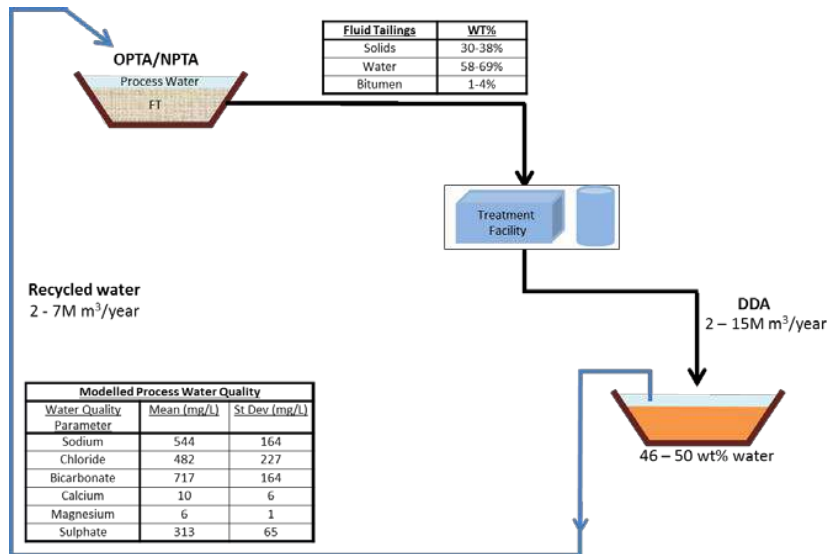 OPTA/NPTA
Process Water
FT
Fluid Tailings WT%
Solids 30-38%
Water 58-69%
Bitumen 1-4%
Treatment
Facility
Recycled water
2 - 7M m³/year
DDA
2 – 15M m³/year
46 – 50 wt% water
Modelled Process Water Quality
Water Quality Mean (mg/L) St Dev (mg/L)
Parameter
Sodium 544 164
Chloride 482 227
Bicarbonate 717 164
Calcium 10 6
Magnesium 6 1
Sulphate 313 65